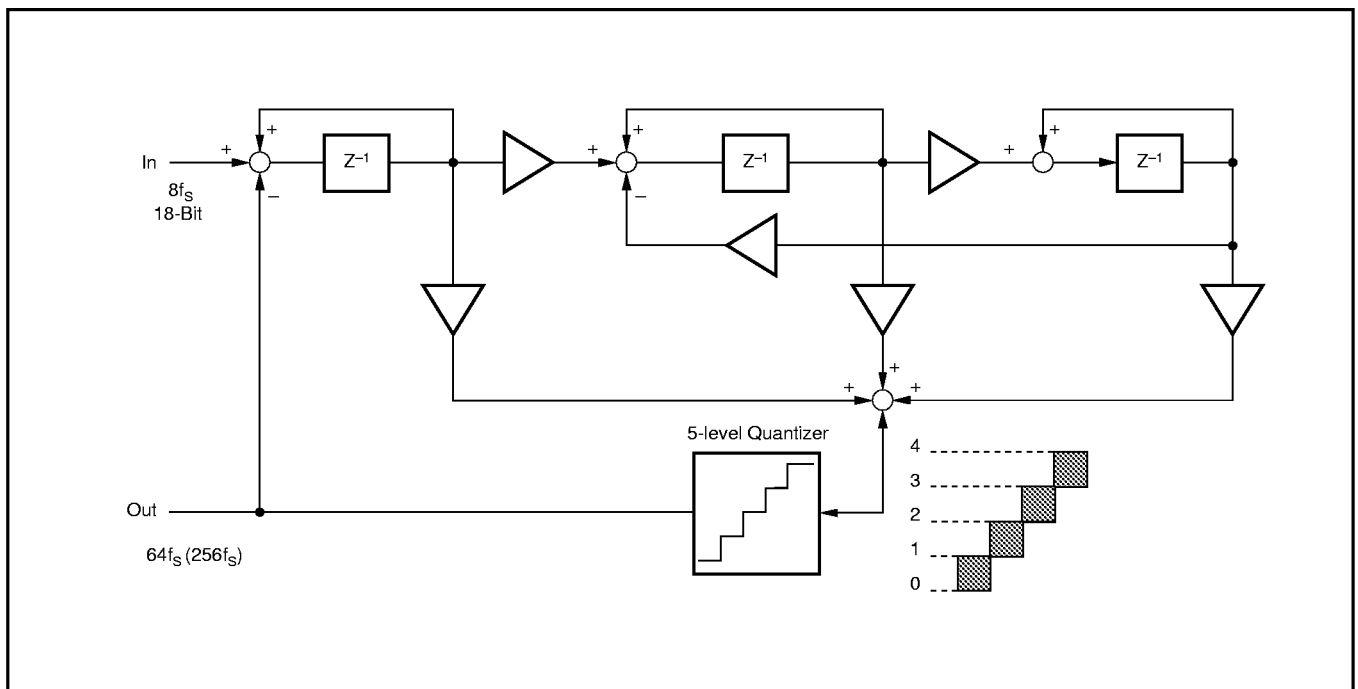 + + + +
In + Z⁻¹ + Z⁻¹ + Z⁻¹
– –
8fS
18-Bit
+
+ +
5-level Quantizer
4
3
Out 2
1
64fS (256fS)
0